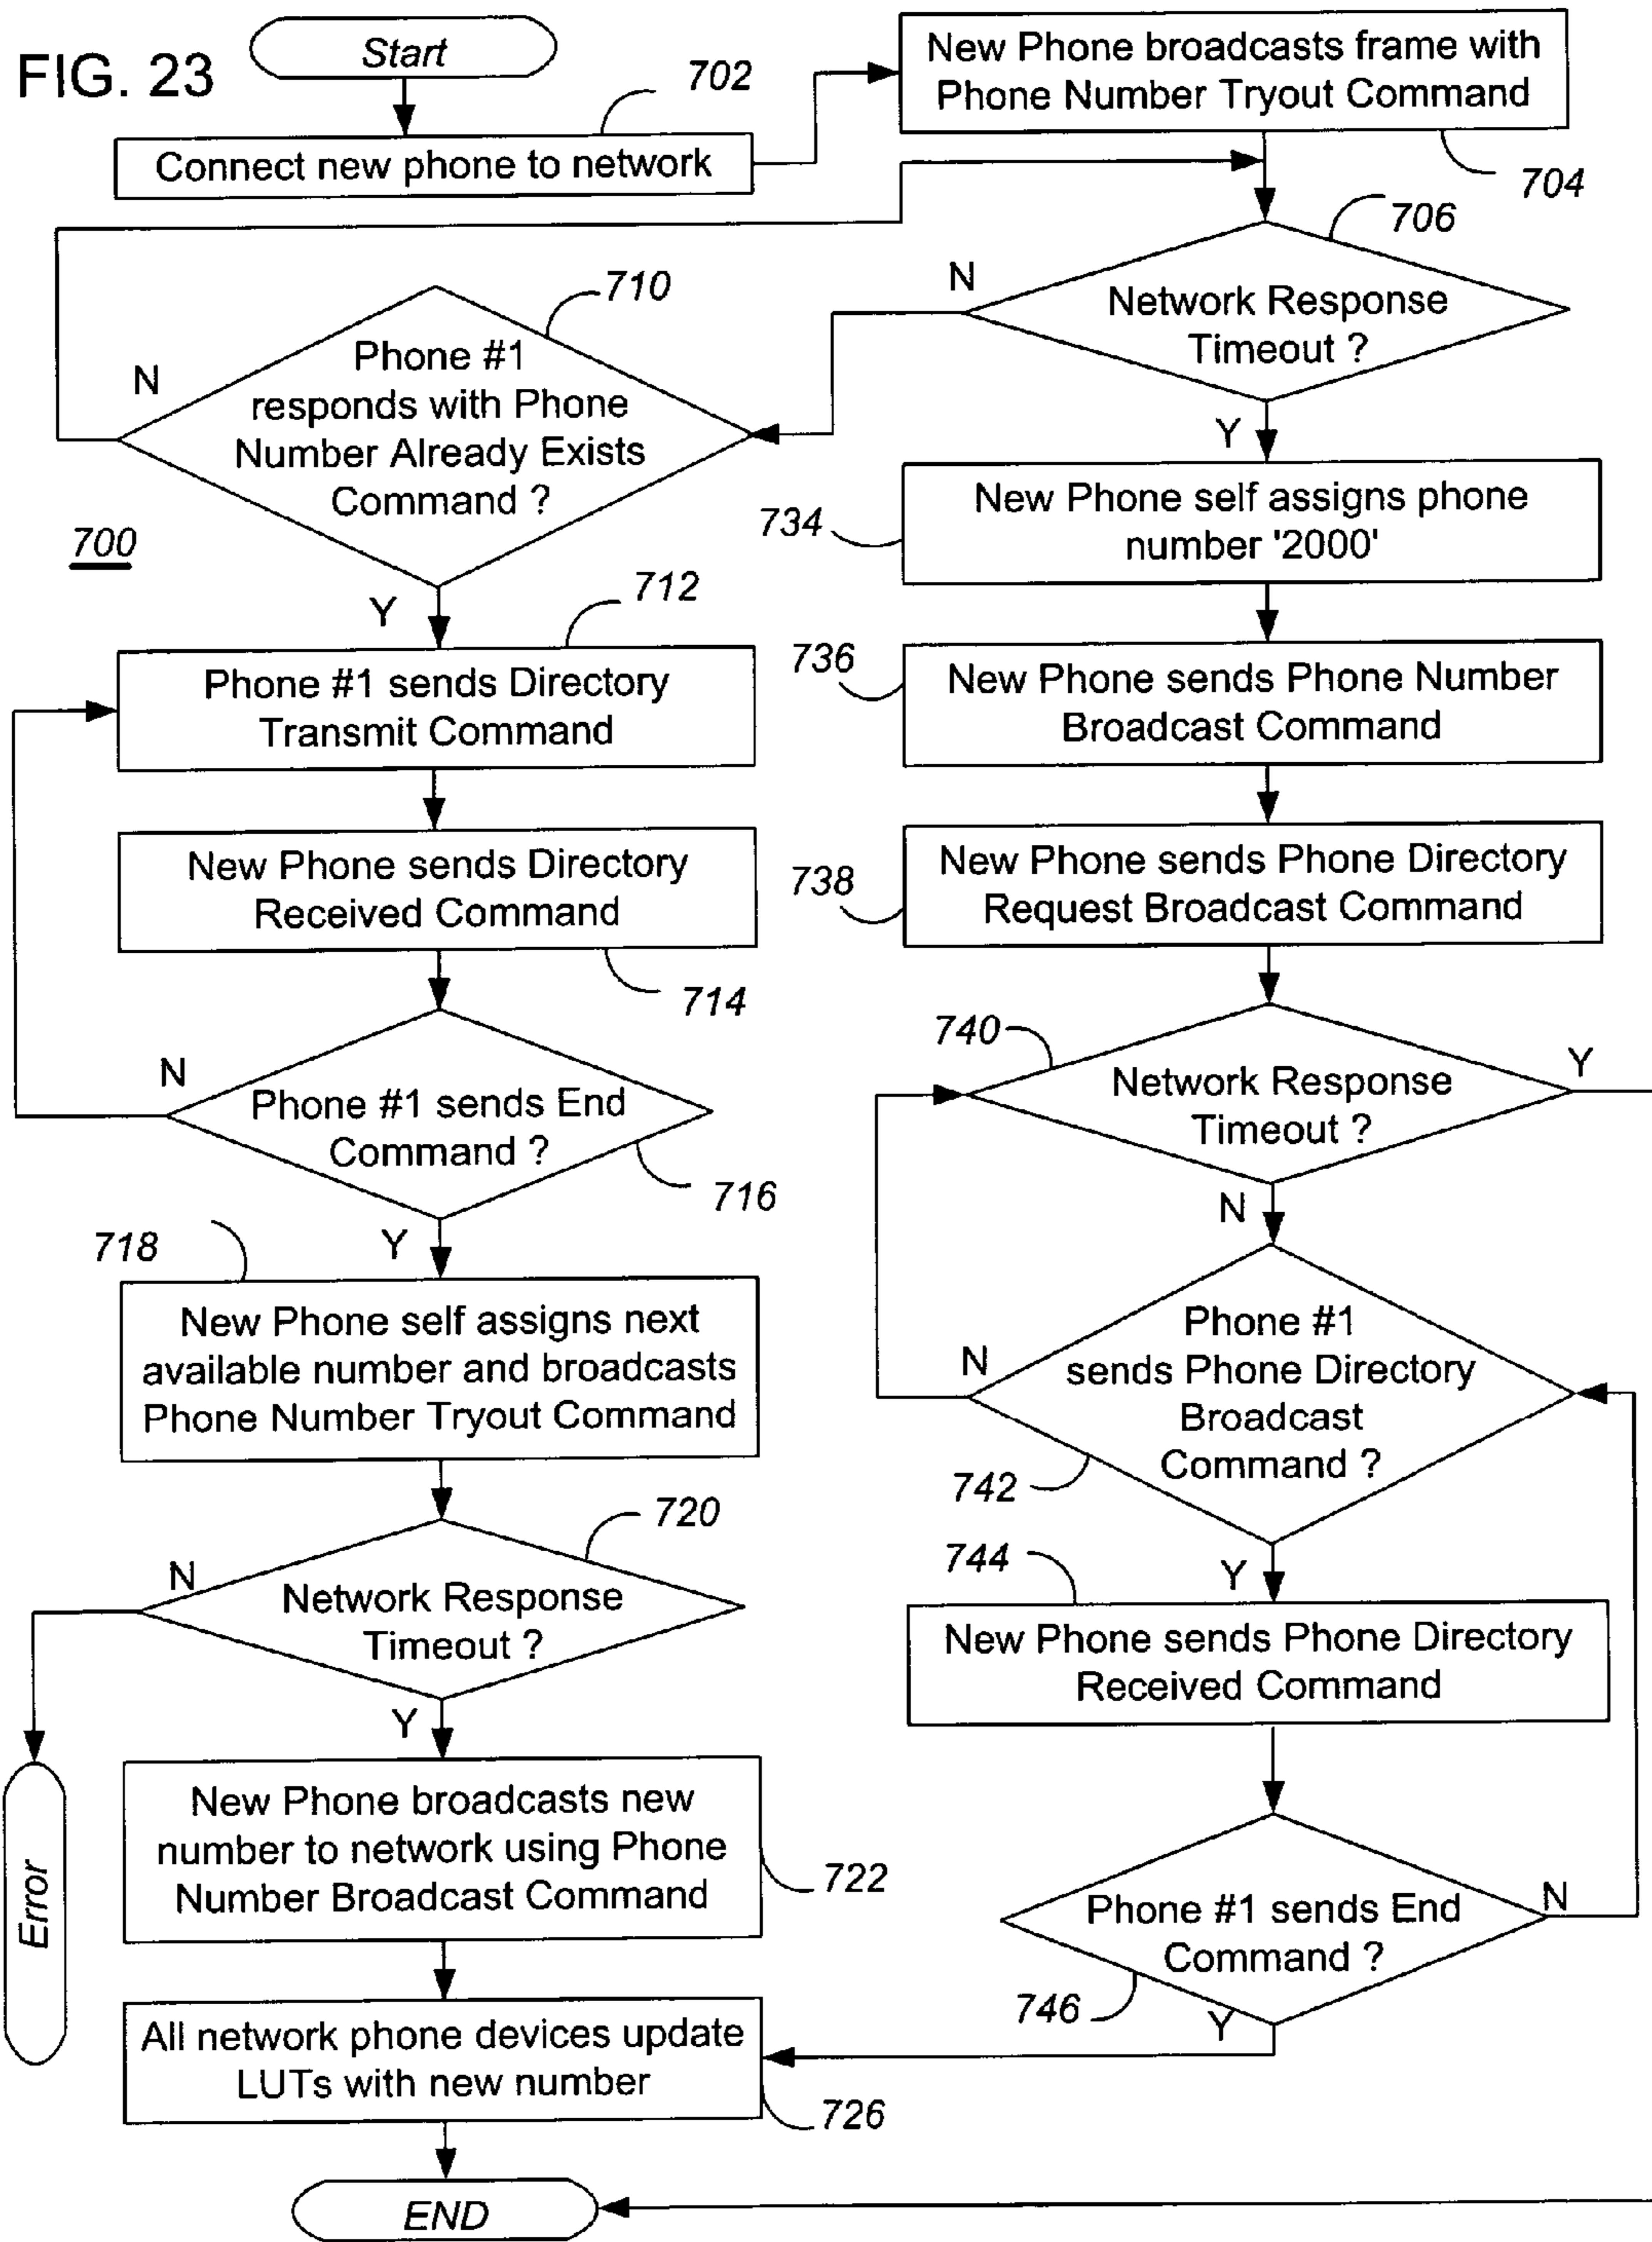 FIG. 23
Start
702
Connect new phone to network
New Phone broadcasts frame with
Phone Number Tryout Command
704
706
N
Network Response
Timeout ?
Y
710
Phone #1
responds with Phone
Number Already Exists
Command ?
N
Y
700
712
Phone #1 sends Directory
Transmit Command
New Phone sends Directory
Received Command
714
N
Phone #1 sends End
Command ?
716
Y
718
New Phone self assigns next
available number and broadcasts
Phone Number Tryout Command
720
N
Network Response
Timeout ?
Y
Error
New Phone broadcasts new
number to network using Phone
Number Broadcast Command
722
All network phone devices update
LUTs with new number
726
END
734
New Phone self assigns phone
number '2000'
736
New Phone sends Phone Number
Broadcast Command
738
New Phone sends Phone Directory
Request Broadcast Command
740
Y
Network Response
Timeout ?
N
Phone #1
sends Phone Directory
Broadcast
Command ?
N
742
Y
744
New Phone sends Phone Directory
Received Command
Phone #1 sends End
Command ?
N
746
Y